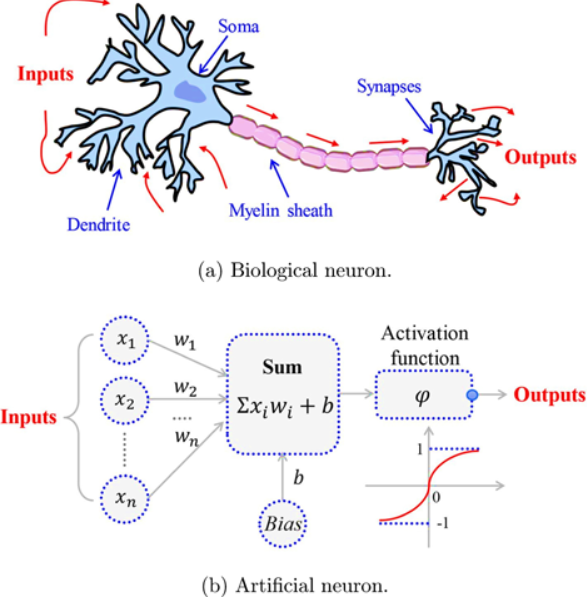 Soma
Inputs
Synapses
Outputs
Myelin sheath
Dendrite
(a) Biological neuron.
Activation
function
x₁
w₁
Sum
Inputs
x₂
w₂
Σxᵢwᵢ + b
φ
Outputs
....
wₙ
1
xₙ
b
0
Bias
-1
(b) Artificial neuron.